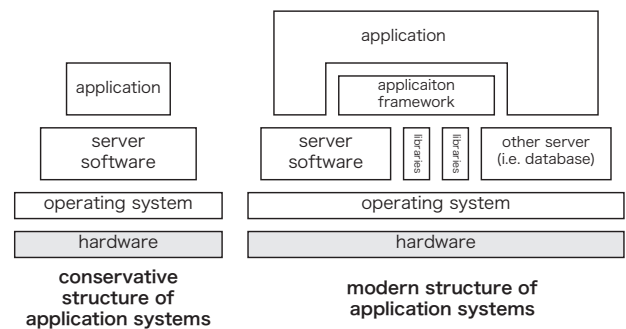 application
server
software
operating system
hardware
conservative
structure of
application systems
application
applicaiton
framework
server
software
libraries
libraries
other server
(i.e. database)
operating system
hardware
modern structure of
application systems